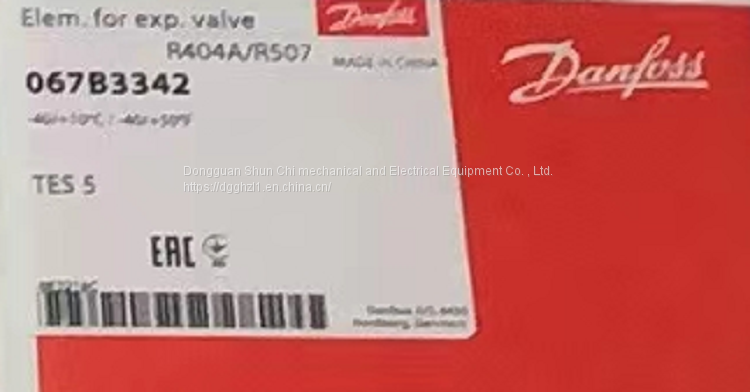 Elem. for exp. valve
Danfoss
R404A/R507
MADE IN CHINA
067B3342
-40/+10°C / -40/+50°F
TES 5
Danfoss
Dongguan Shun Chi mechanical and Electrical Equipment Co. , Ltd.
https://dgghzl1.en.china.cn/
EAC
Danfoss A/S, 6430
Nordborg, Denmark